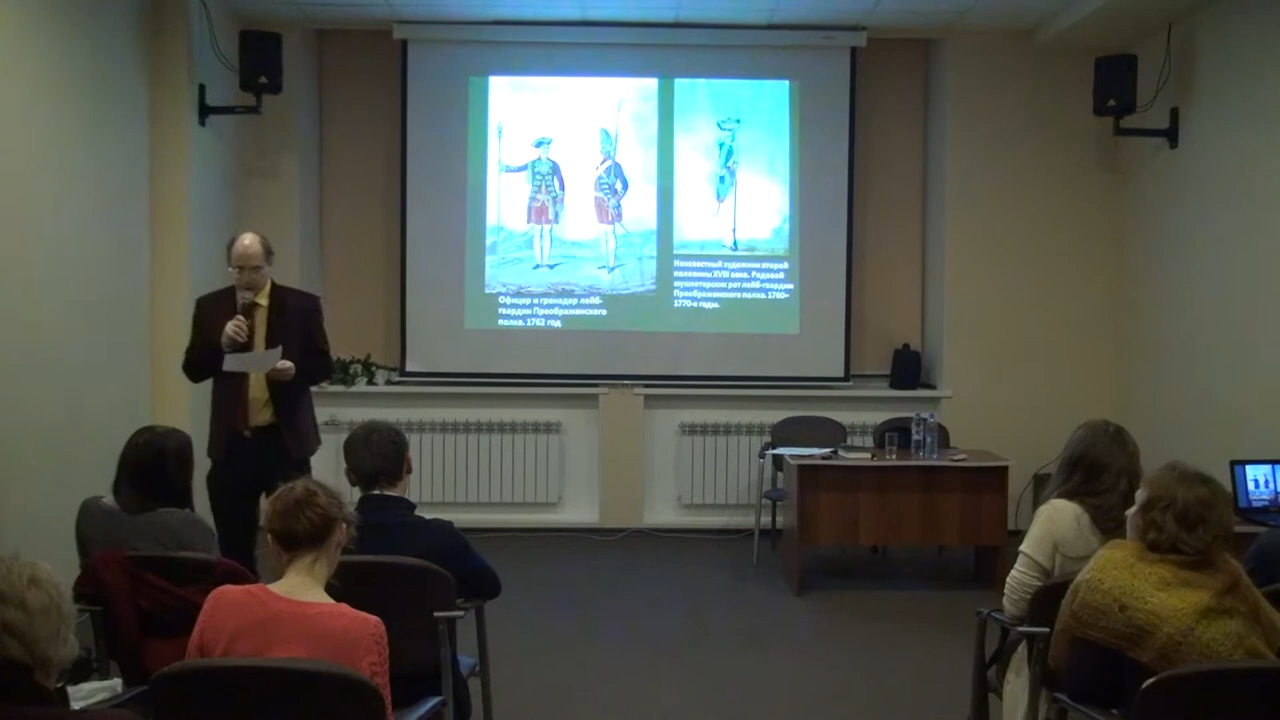 Офицер и гренадер лейб-
гвардии Преображенского
полка. 1762 год
Неизвестный художник второй
половины XVIII века. Рядовой
мушкетерских рот лейб-гвардии
Преображенского полка. 1760–
1770-е годы.